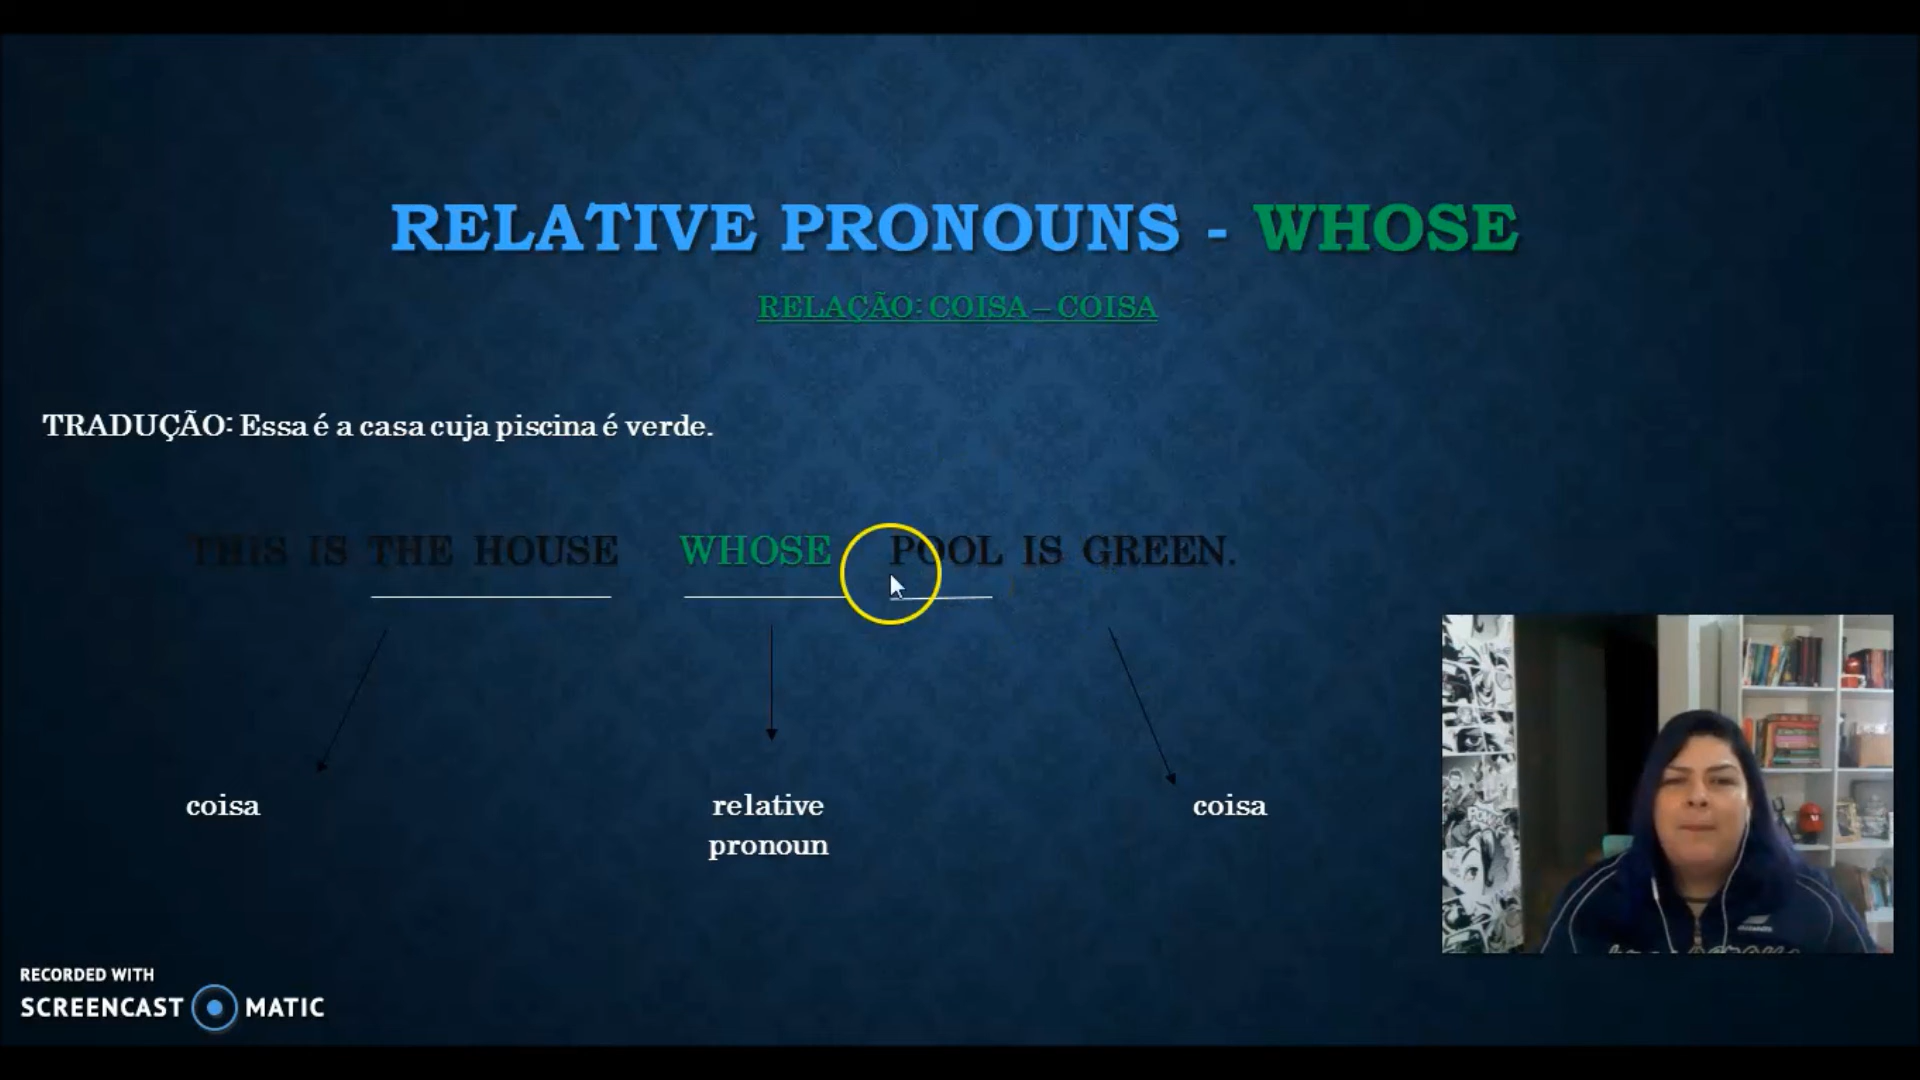 RELATIVE PRONOUNS - WHOSE
RELAÇÃO: COISA – COISA
TRADUÇÃO: Essa é a casa cuja piscina é verde.
THIS IS THE HOUSE WHOSE POOL IS GREEN.
coisa
relative
pronoun
coisa
RECORDED WITH
SCREENCAST MATIC